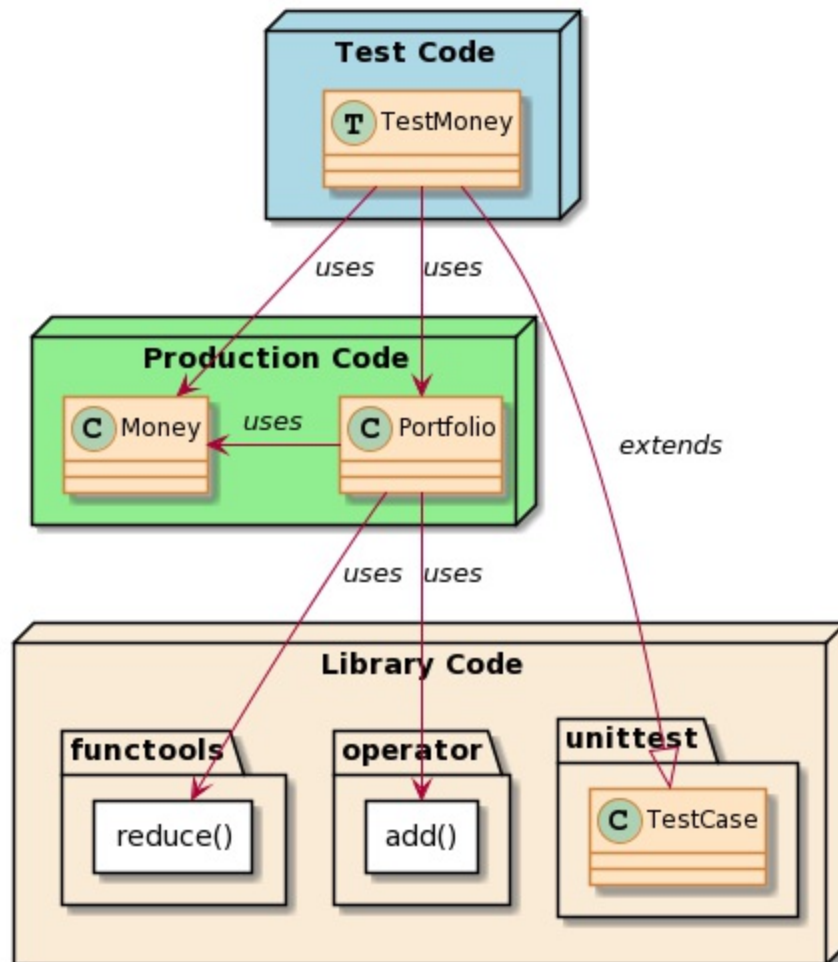 Test Code
T TestMoney
uses
uses
Production Code
C Money
uses
C Portfolio
extends
uses
uses
Library Code
functools
operator
unittest
reduce()
add()
C TestCase